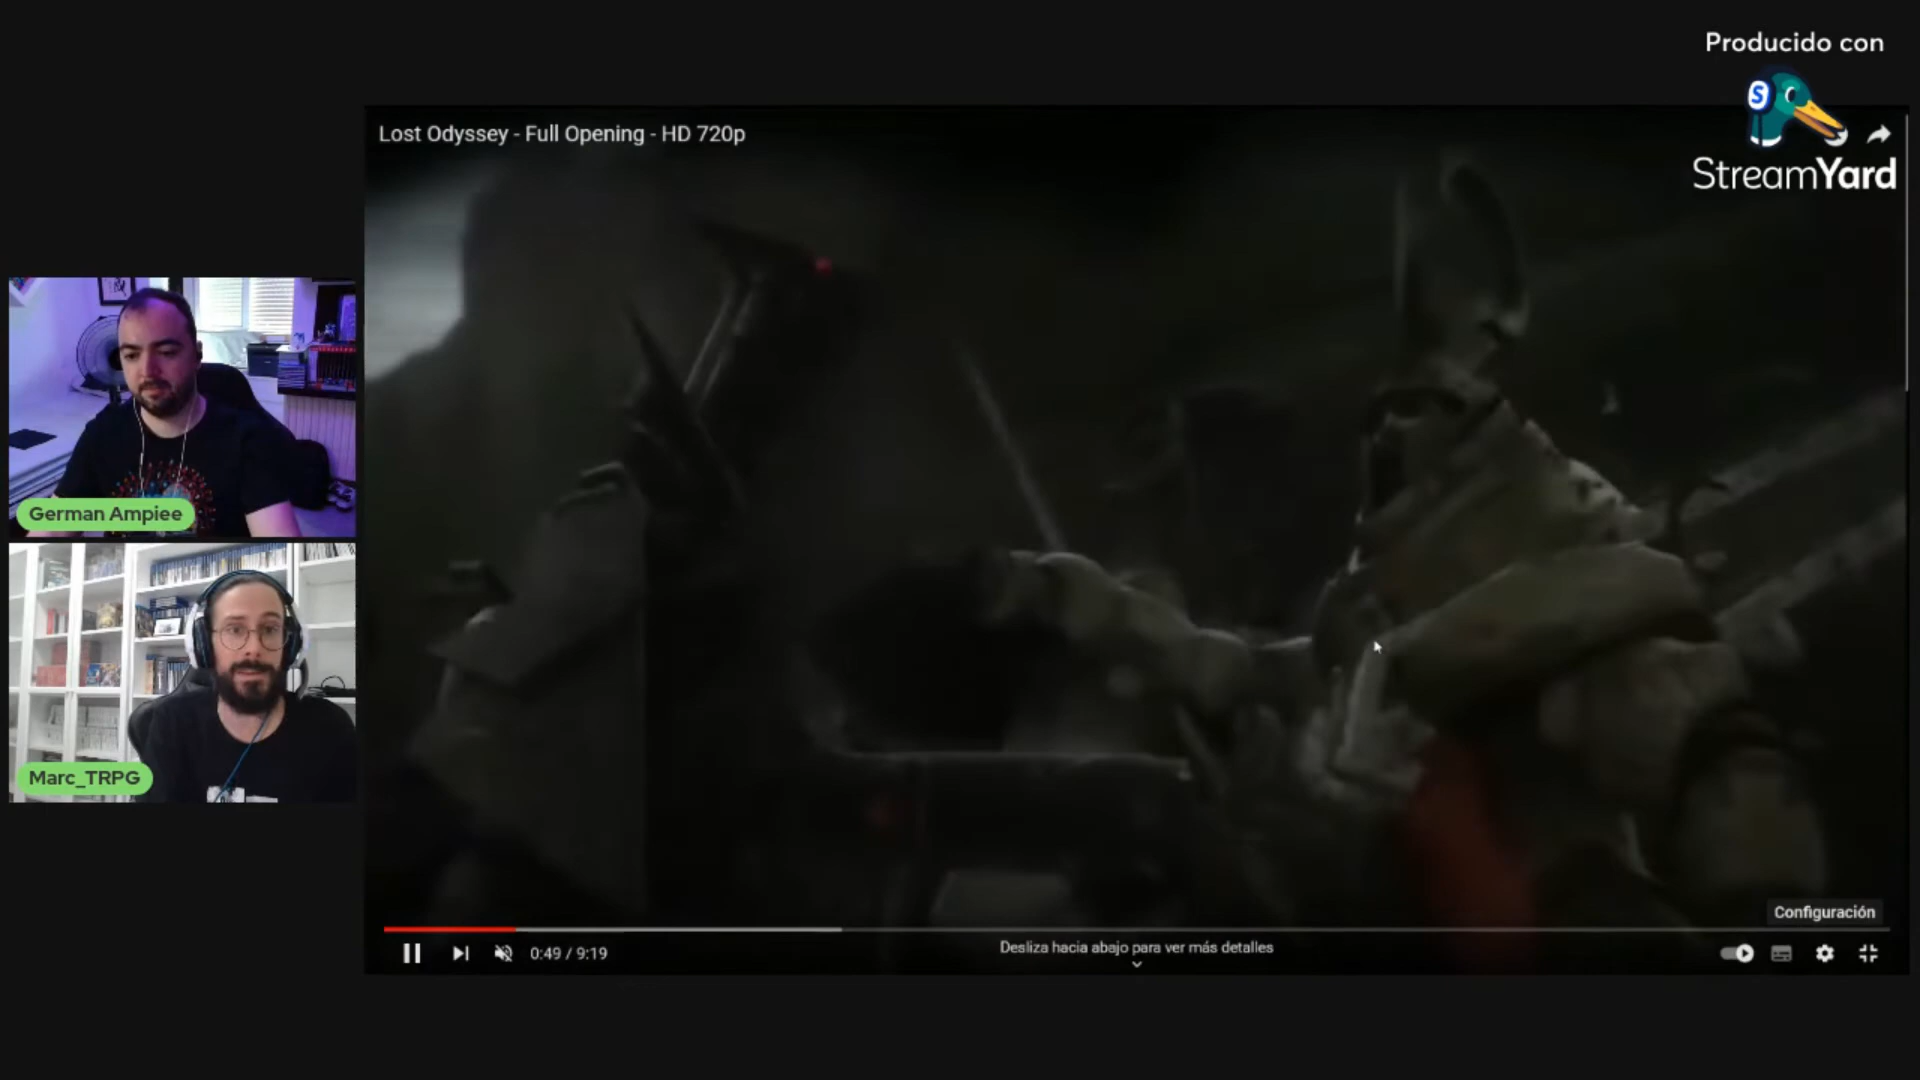 Producido con
StreamYard
Lost Odyssey - Full Opening - HD 720p
German Ampiee
Marc_TRPG
Configuración
0:49 / 9:19
Desliza hacia abajo para ver más detalles